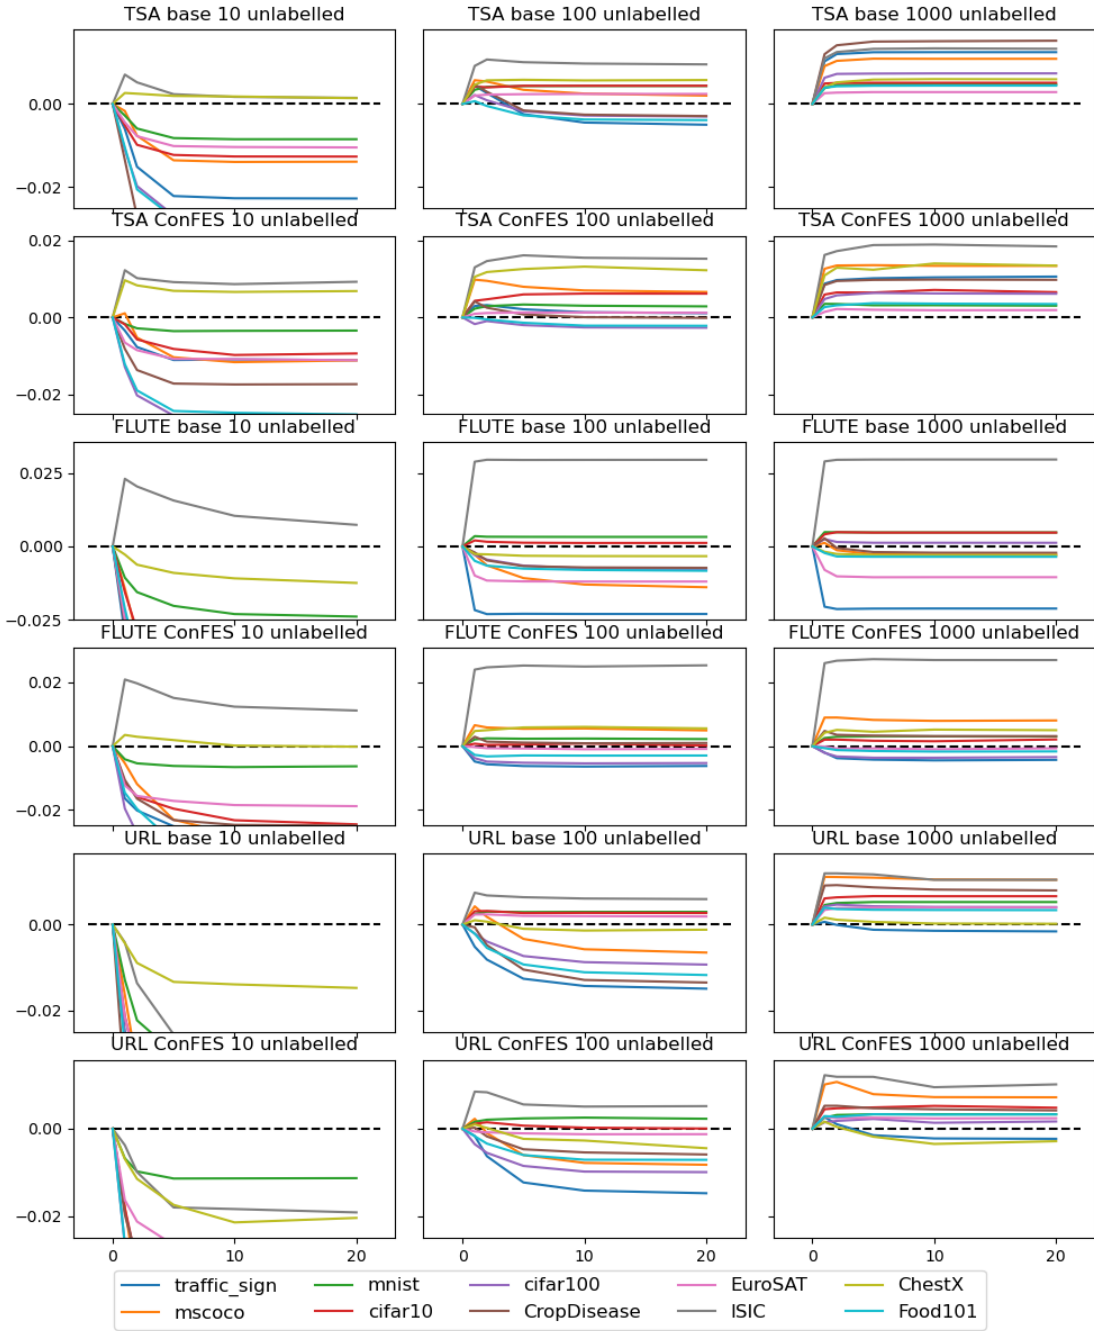 TSA base 10 unlabelled TSA base 100 unlabelled TSA base 1000 unlabelled
0.00
−0.02
TSA ConFES 10 unlabelled TSA ConFES 100 unlabelled TSA ConFES 1000 unlabelled
0.02
0.00
−0.02
FLUTE base 10 unlabelled FLUTE base 100 unlabelled FLUTE base 1000 unlabelled
0.025
0.000
−0.025
FLUTE ConFES 10 unlabelled FLUTE ConFES 100 unlabelled FLUTE ConFES 1000 unlabelled
0.02
0.00
−0.02
URL base 10 unlabelled URL base 100 unlabelled URL base 1000 unlabelled
0.00
−0.02
URL ConFES 10 unlabelled URL ConFES 100 unlabelled URL ConFES 1000 unlabelled
0.00
−0.02
0 10 20 0 10 20 0 10 20
traffic_sign mnist cifar100 EuroSAT ChestX
mscoco cifar10 CropDisease ISIC Food101